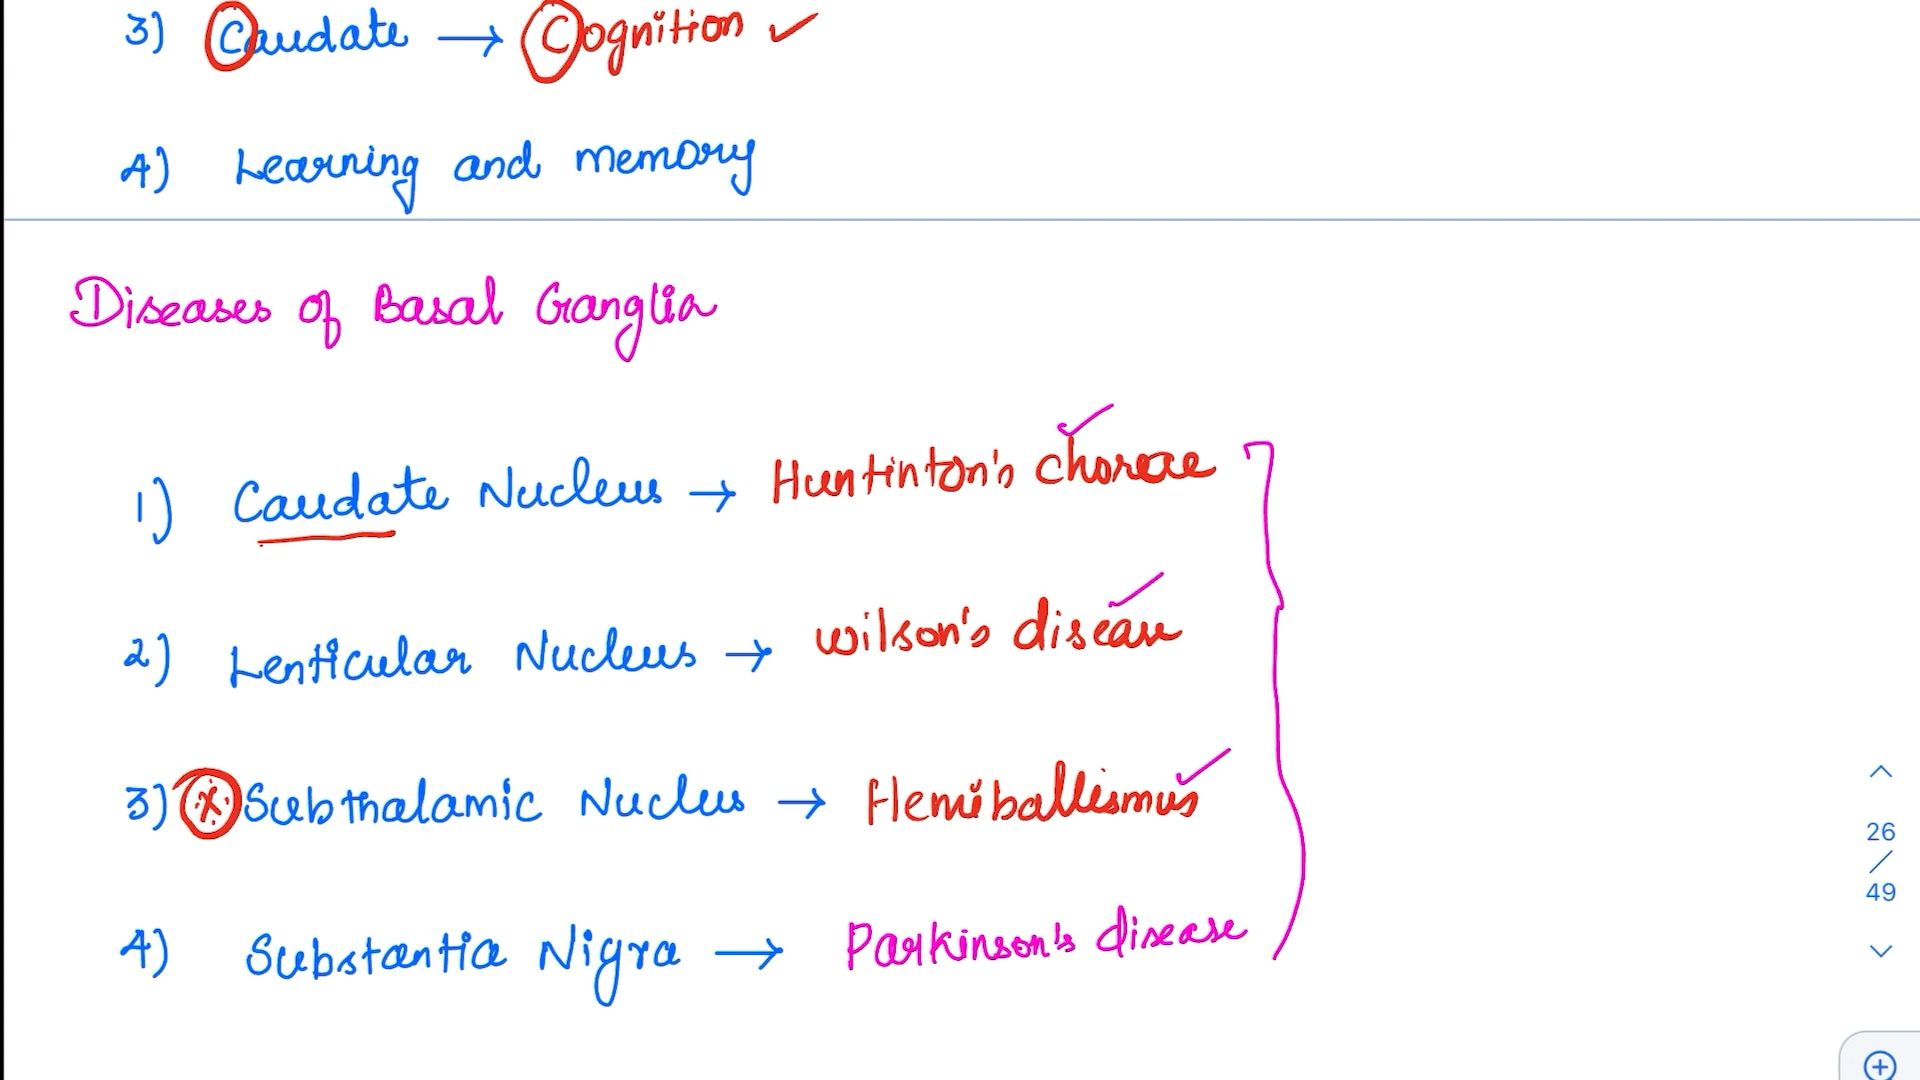 3) Caudate → Cognition ✓
4) Learning and memory
Diseases of Basal Ganglia
1) Caudate Nucleus → Huntinton's choreae
2) Lenticular Nucleus → wilson's disease
3) Subthalamic Nucleus → Hemiballismus
4) Substantia Nigra → Parkinson's disease
26
/
49